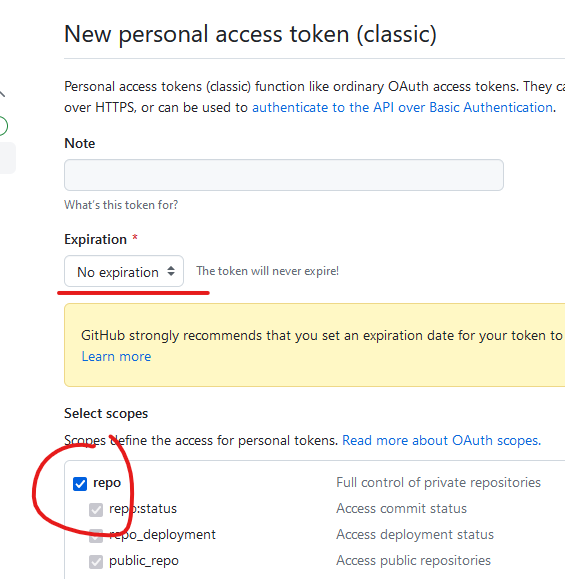 New personal access token (classic)
Personal access tokens (classic) function like ordinary OAuth access tokens. They ca
over HTTPS, or can be used to authenticate to the API over Basic Authentication.
Note
What's this token for?
Expiration *
No expiration The token will never expire!
GitHub strongly recommends that you set an expiration date for your token to
Learn more
Select scopes
Scopes define the access for personal tokens. Read more about OAuth scopes.
repo Full control of private repositories
repo:status Access commit status
repo_deployment Access deployment status
public_repo Access public repositories